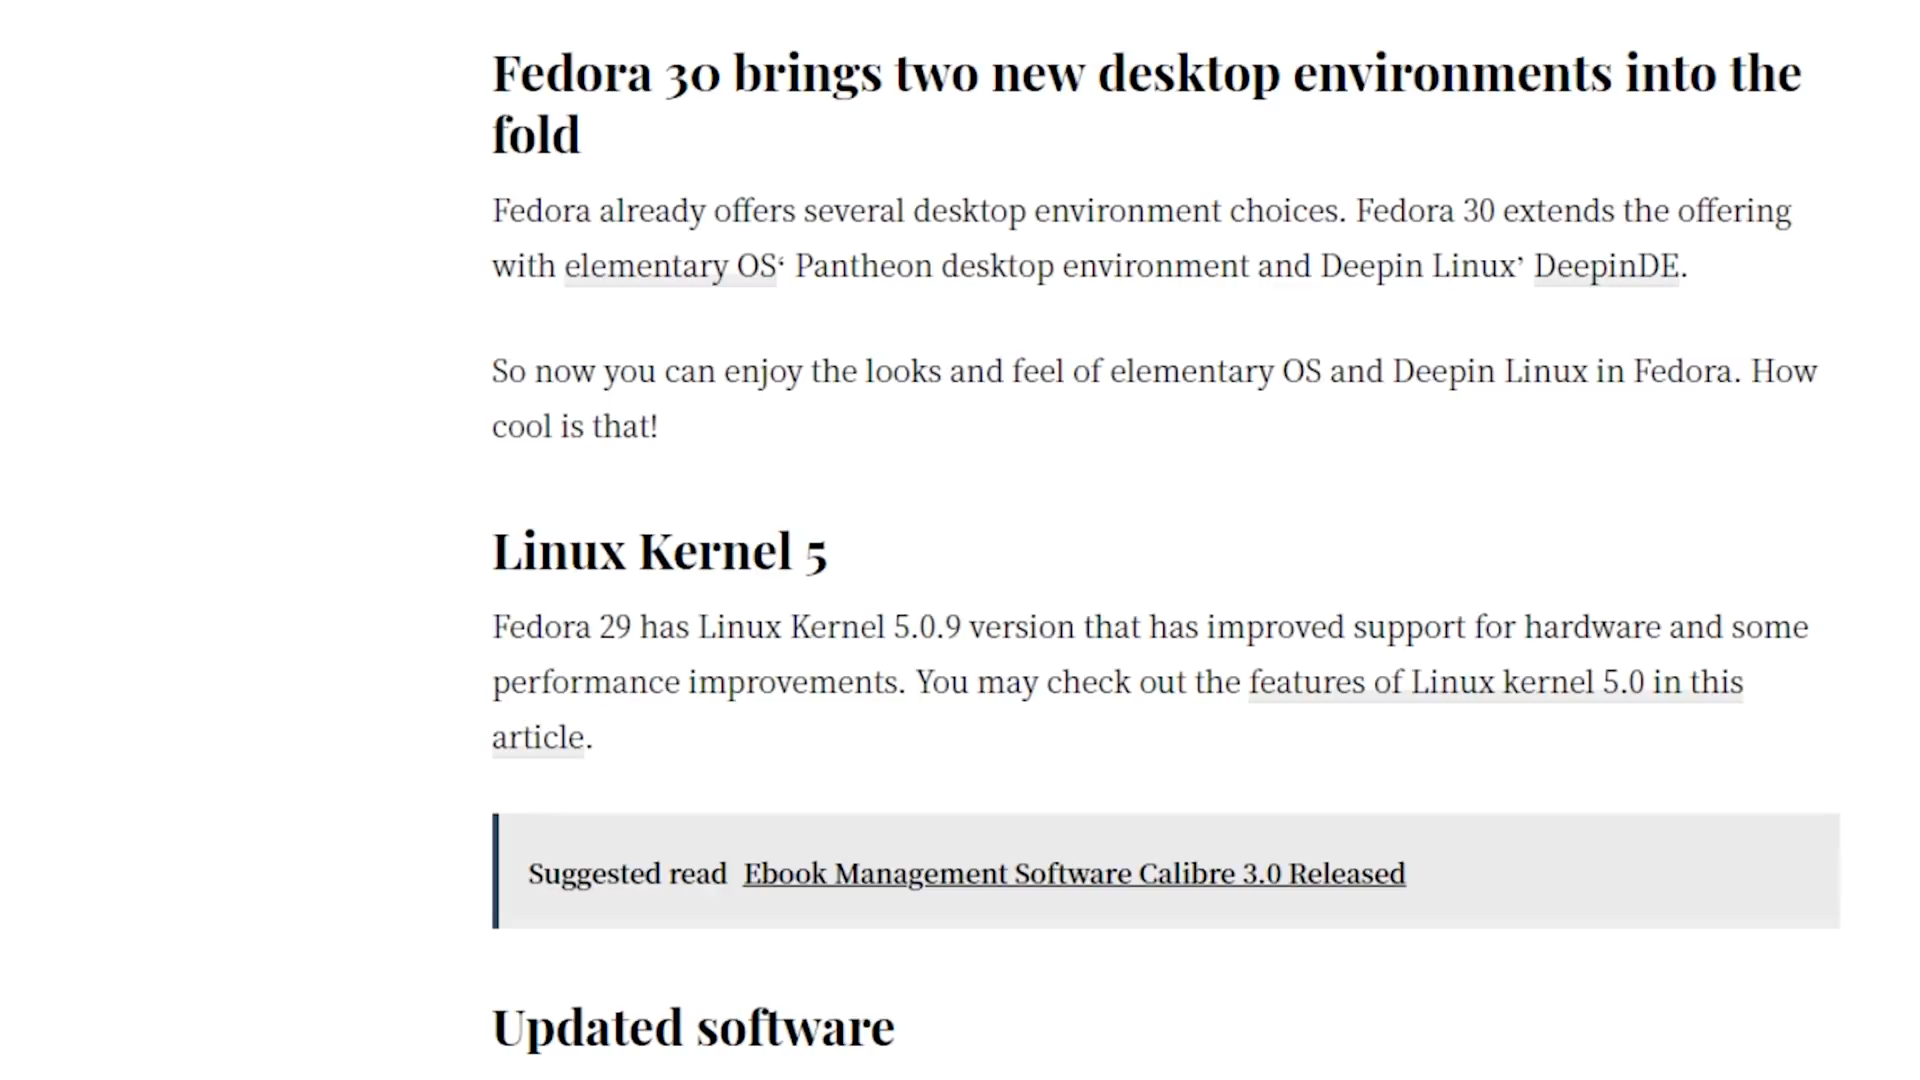 Fedora 30 brings two new desktop environments into the
fold
Fedora already offers several desktop environment choices. Fedora 30 extends the offering
with elementary OS‘ Pantheon desktop environment and Deepin Linux’ DeepinDE.
So now you can enjoy the looks and feel of elementary OS and Deepin Linux in Fedora. How
cool is that!
Linux Kernel 5
Fedora 29 has Linux Kernel 5.0.9 version that has improved support for hardware and some
performance improvements. You may check out the features of Linux kernel 5.0 in this
article.
Suggested read Ebook Management Software Calibre 3.0 Released
Updated software